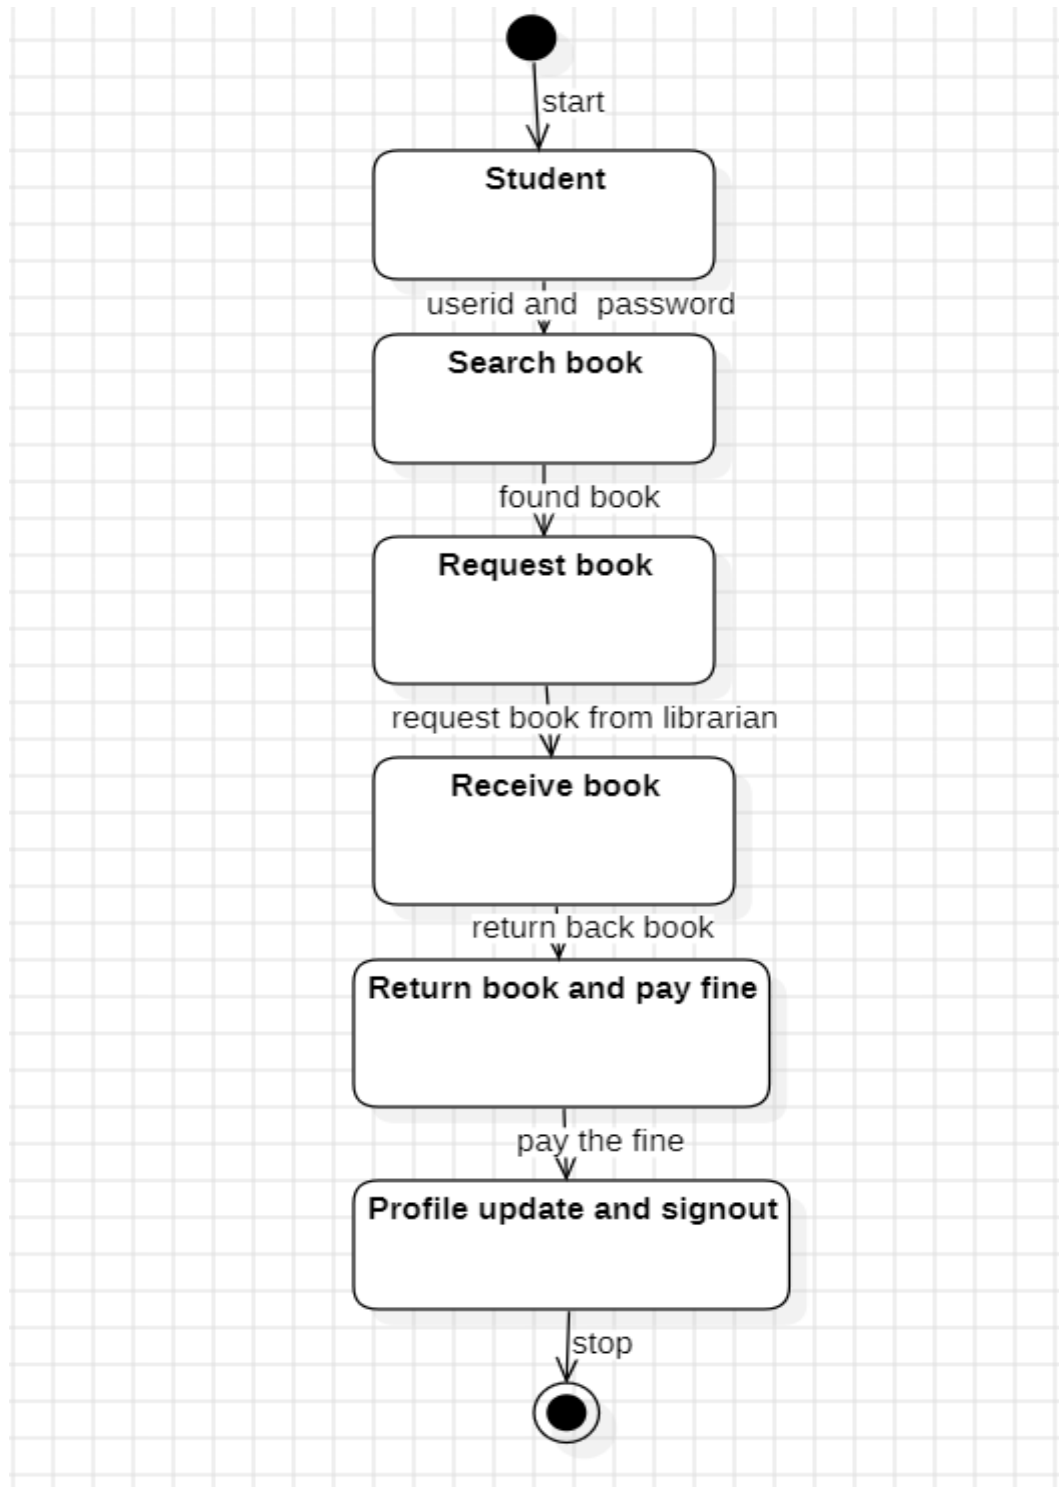 start
Student
userid and  password
Search book
found book
Request book
request book from librarian
Receive book
return back book
Return book and pay fine
pay the fine
Profile update and signout
stop